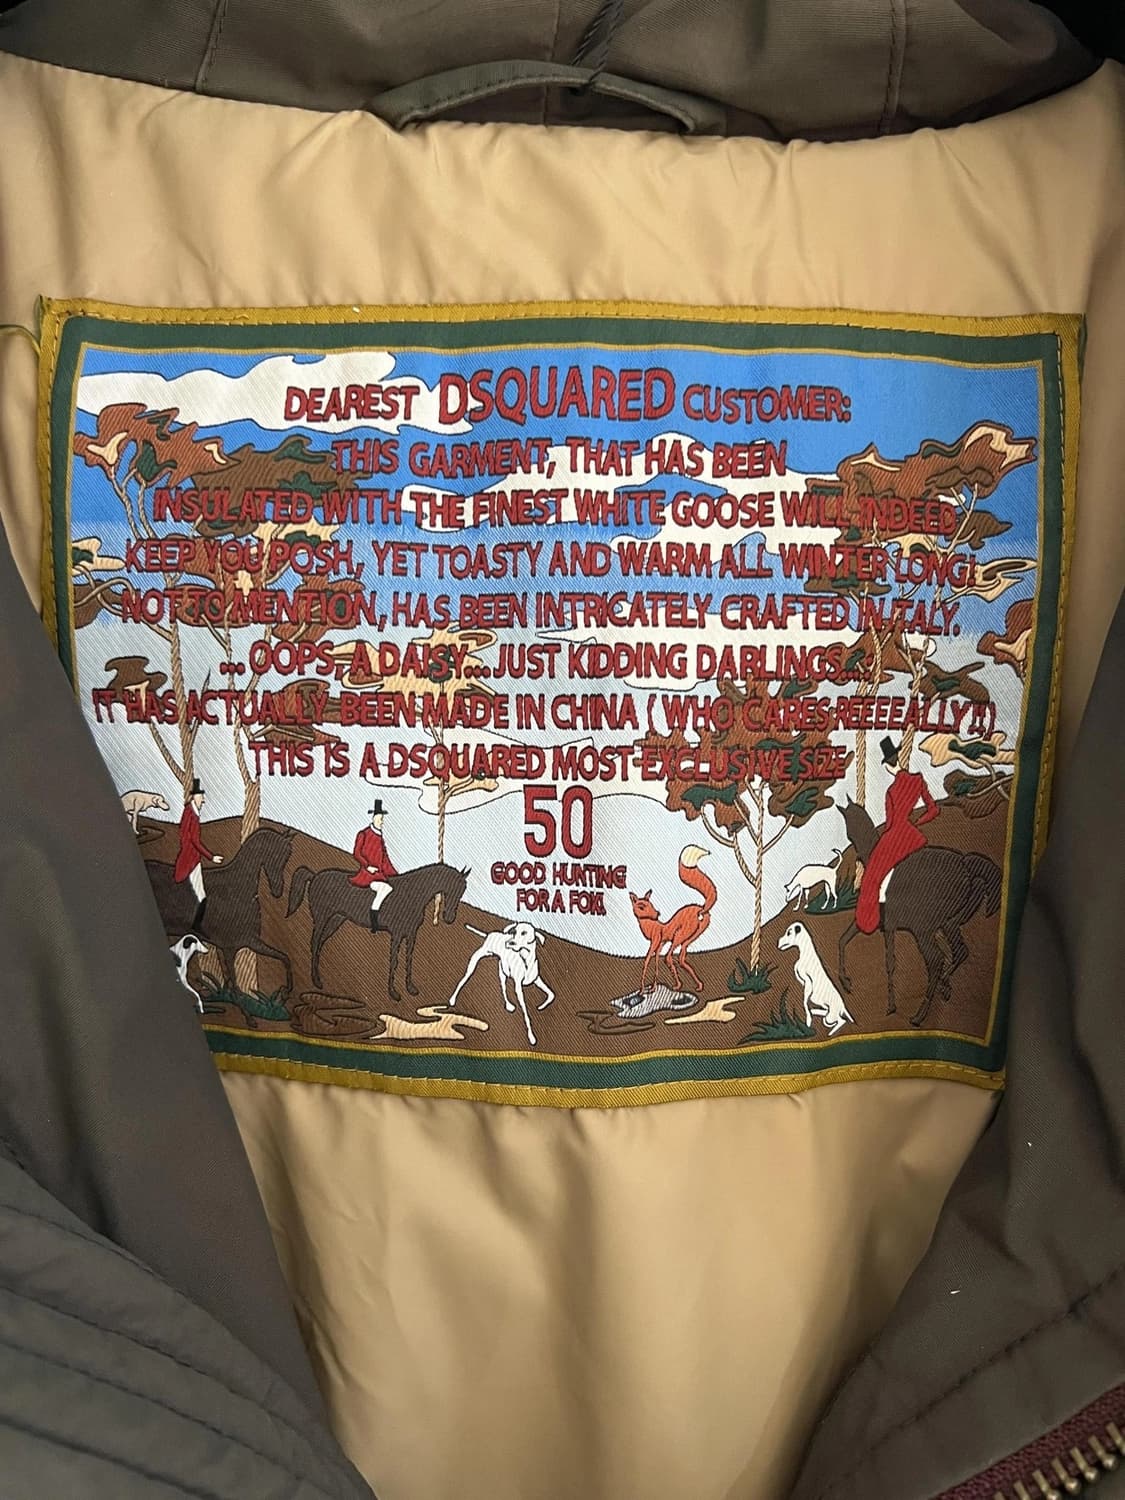 DEAREST DSQUARED CUSTOMER:
THIS GARMENT, THAT HAS BEEN
INSULATED WITH THE FINEST WHITE GOOSE WILL INDEED
KEEP YOU POSH, YET TOASTY AND WARM ALL WINTER LONG!
NOT TO MENTION, HAS BEEN INTRICATELY CRAFTED IN ITALY.
...OOPS-A DAISY...JUST KIDDING DARLINGS...
IT HAS ACTUALLY BEEN MADE IN CHINA (WHO CARES REEEEALLY!!)
THIS IS A DSQUARED MOST EXCLUSIVE SIZE
50
GOOD HUNTING
FOR A FOX!